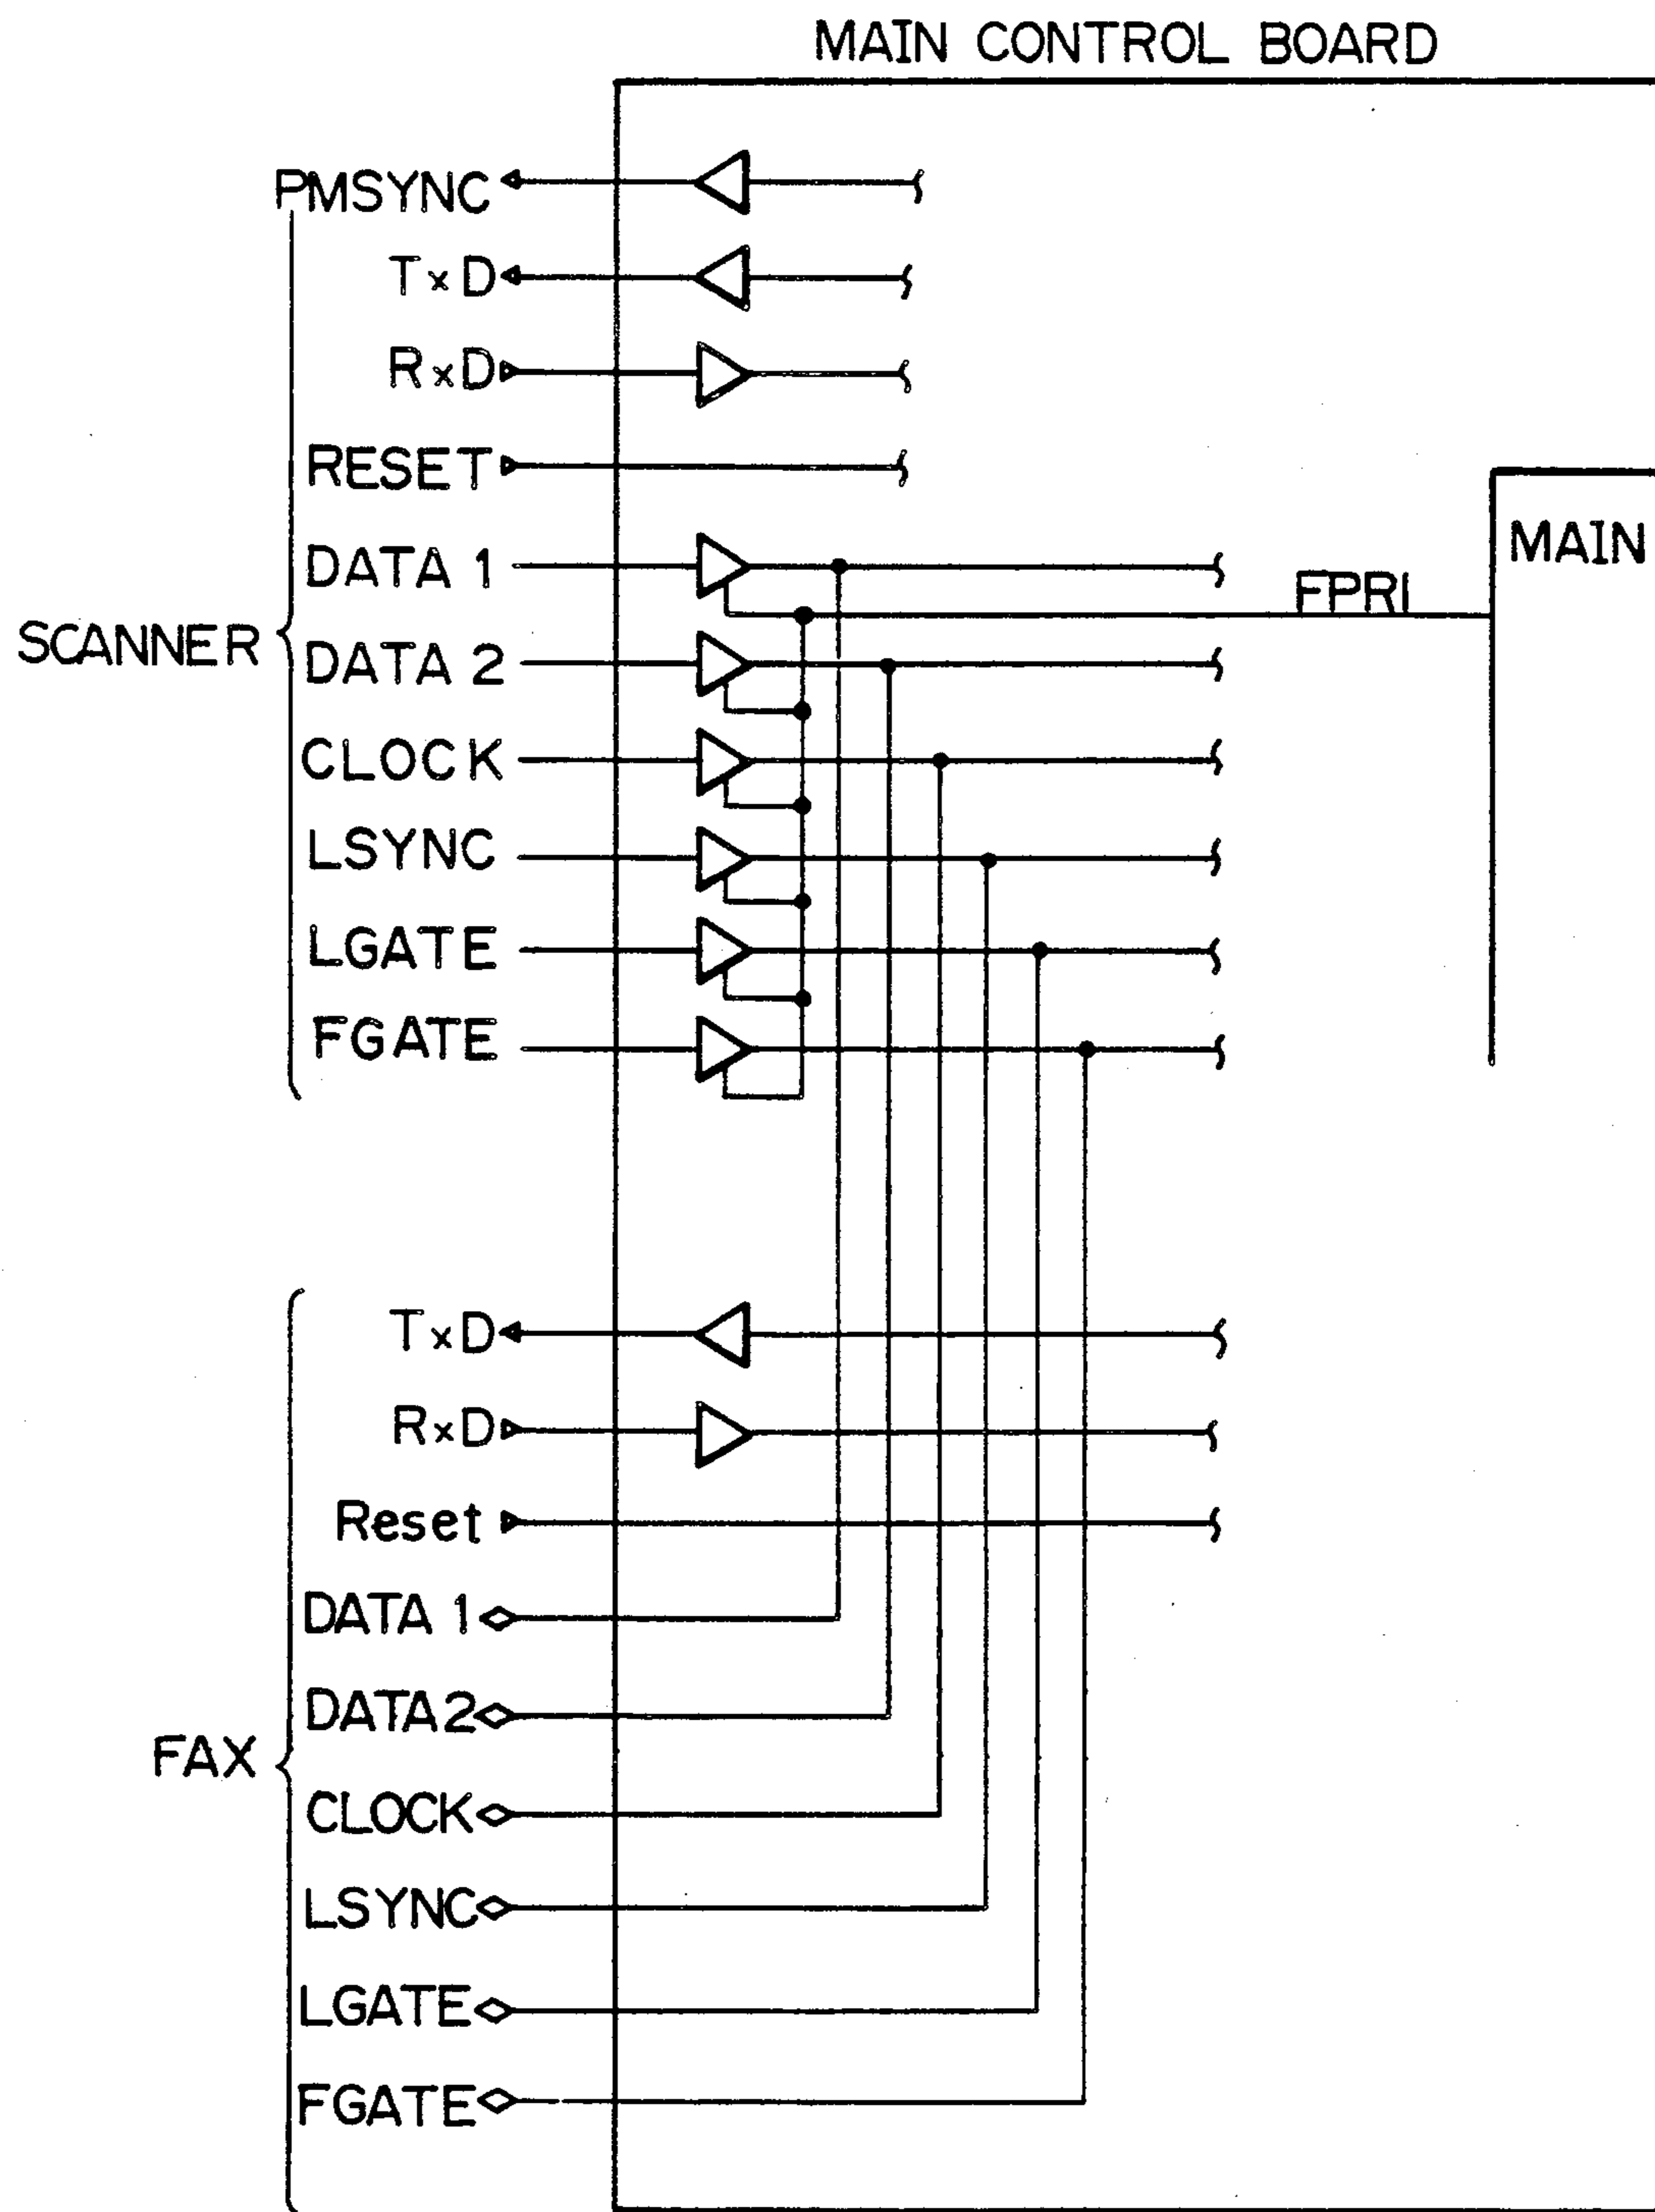 MAIN CONTROL BOARD
PMSYNC
TxD
RxD
RESET
DATA 1
MAIN
FPRI
SCANNER
DATA 2
CLOCK
LSYNC
LGATE
FGATE
TxD
RxD
Reset
DATA 1
DATA2
FAX
CLOCK
LSYNC
LGATE
FGATE